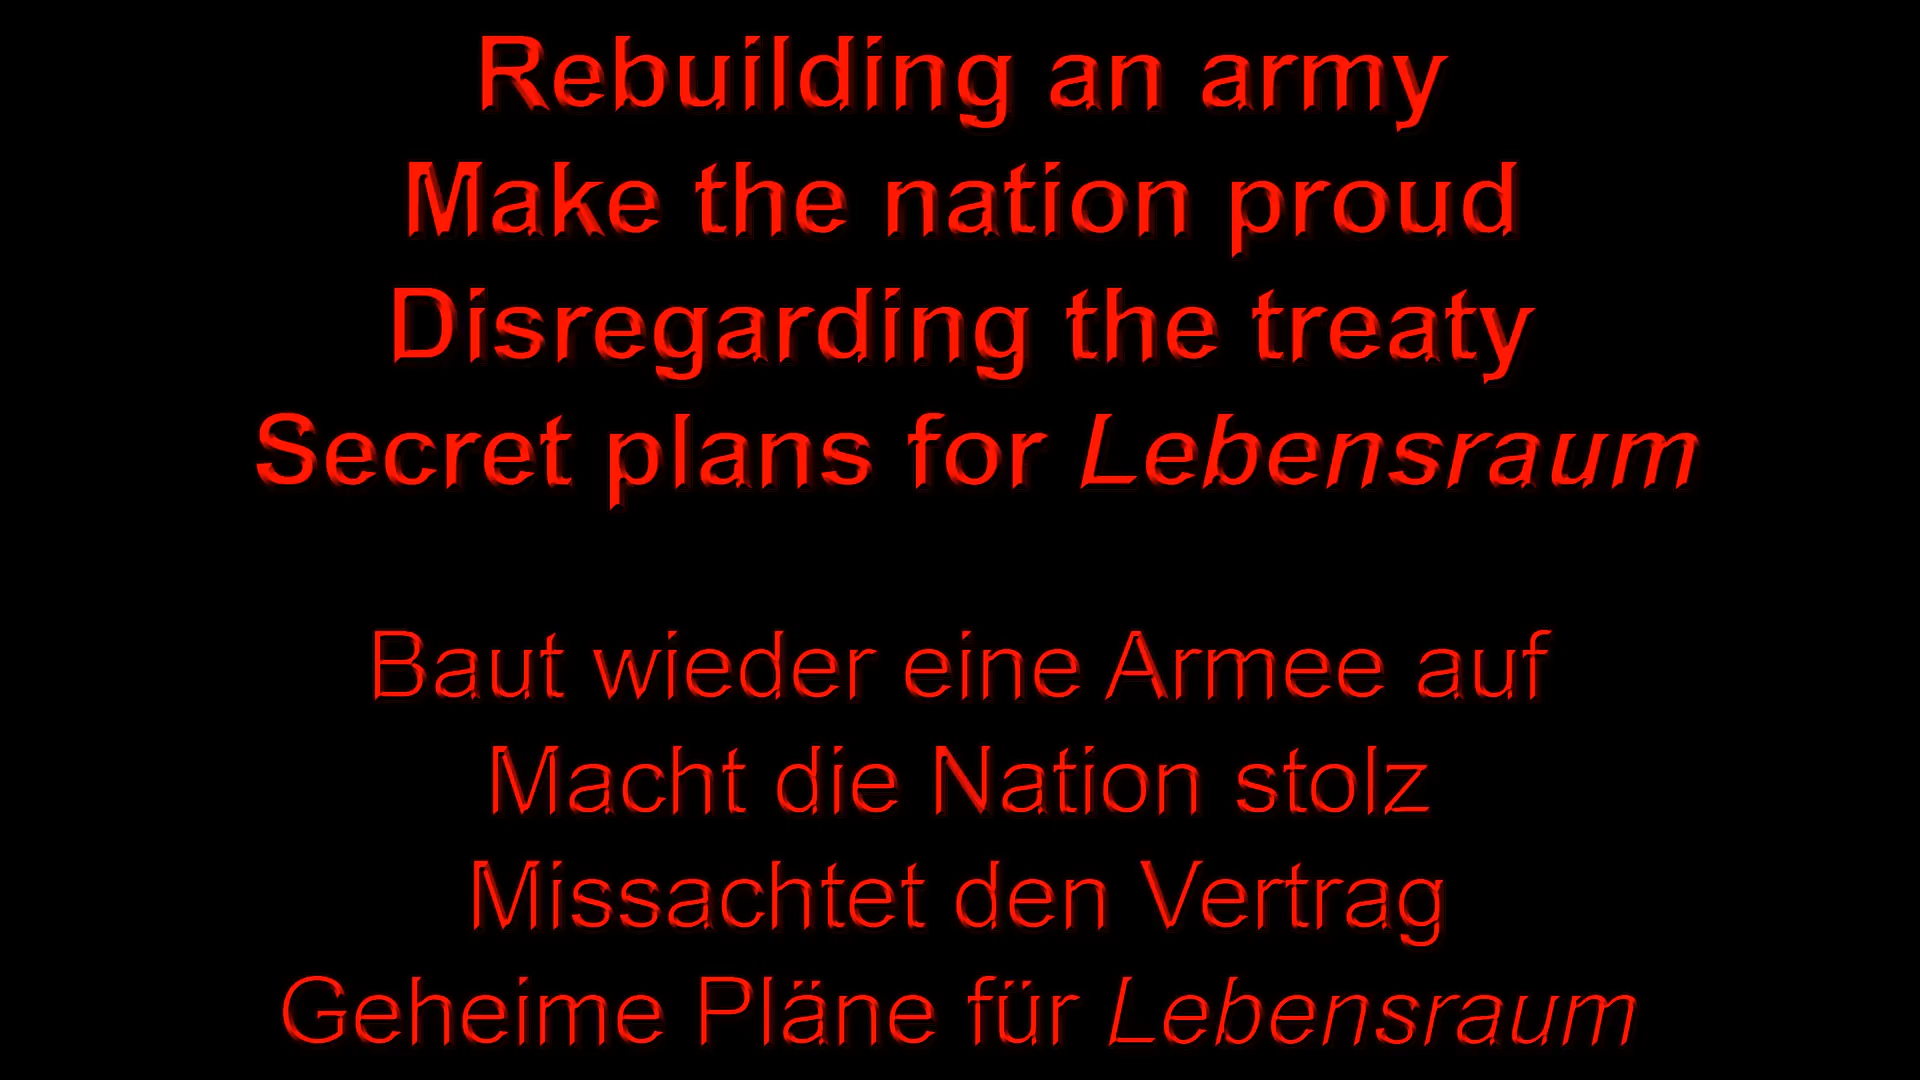 Rebuilding an army
Make the nation proud
Disregarding the treaty
Secret plans for Lebensraum
Baut wieder eine Armee auf
Macht die Nation stolz
Missachtet den Vertrag
Geheime Pläne für Lebensraum